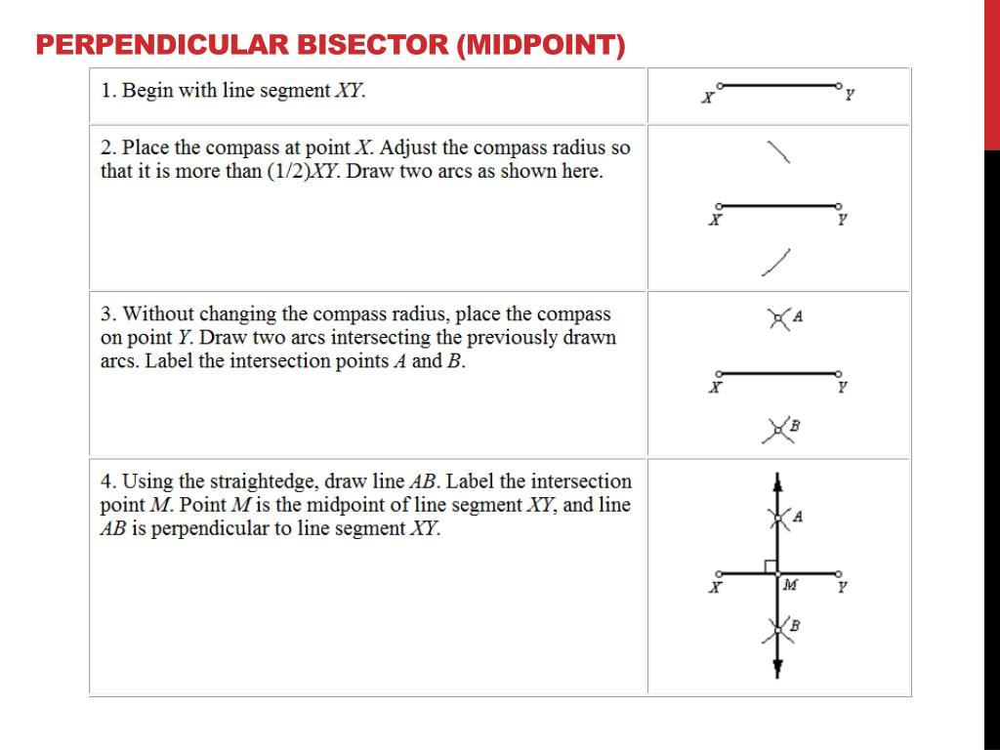 PERPENDICULAR BISECTOR (MIDPOINT)
1. Begin with line segment XY.
X
Y
2. Place the compass at point X. Adjust the compass radius so
that it is more than (1/2)XY. Draw two arcs as shown here.
X
Y
3. Without changing the compass radius, place the compass
on point Y. Draw two arcs intersecting the previously drawn
arcs. Label the intersection points A and B.
A
X
Y
B
4. Using the straightedge, draw line AB. Label the intersection
point M. Point M is the midpoint of line segment XY, and line
AB is perpendicular to line segment XY.
A
X
M
Y
B